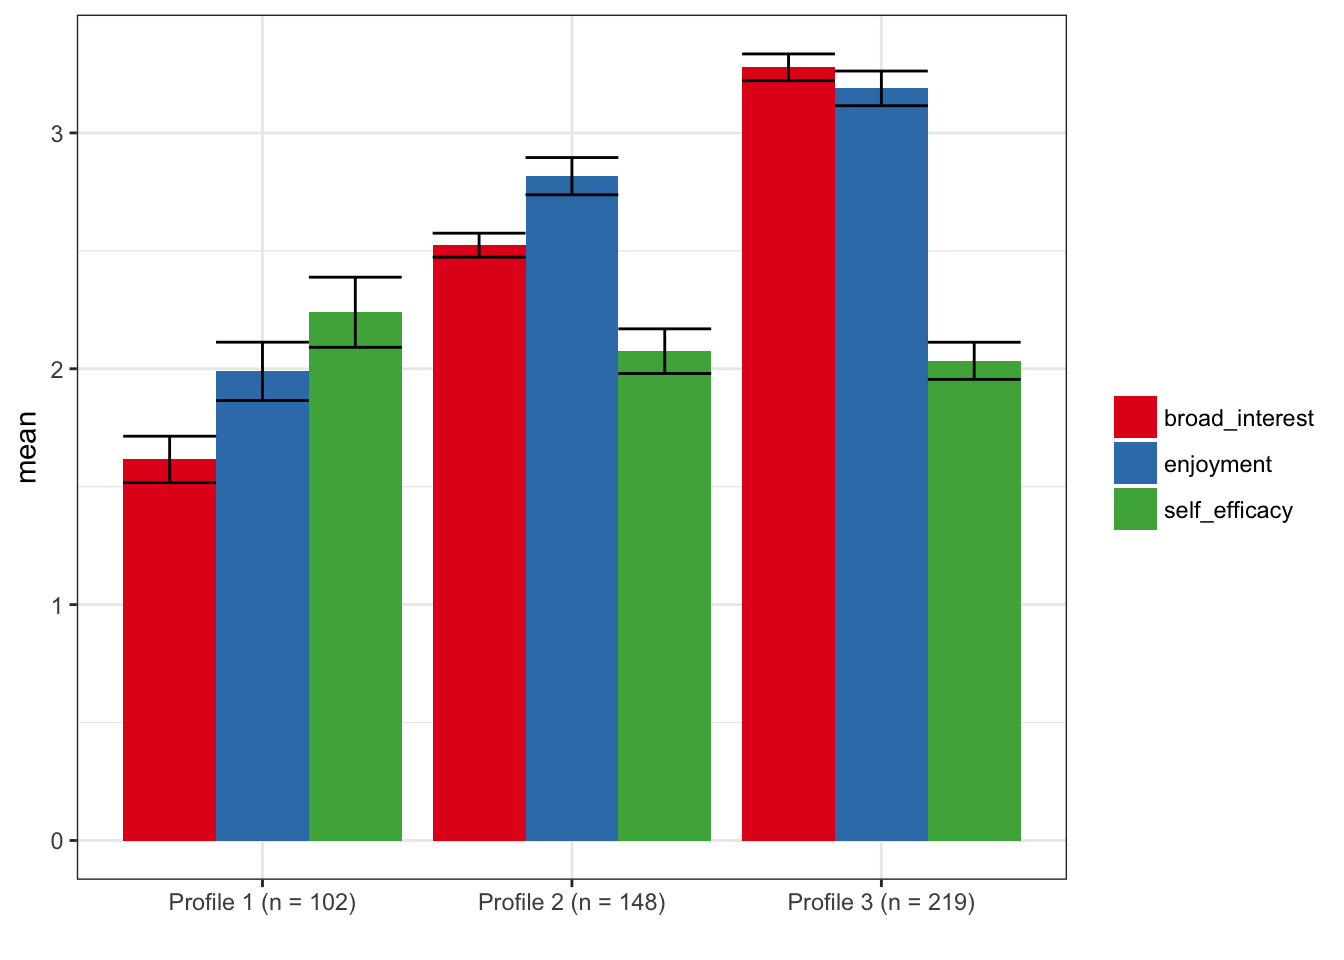 mean
3
2
1
0
Profile 1 (n = 102)
Profile 2 (n = 148)
Profile 3 (n = 219)
broad_interest
enjoyment
self_efficacy